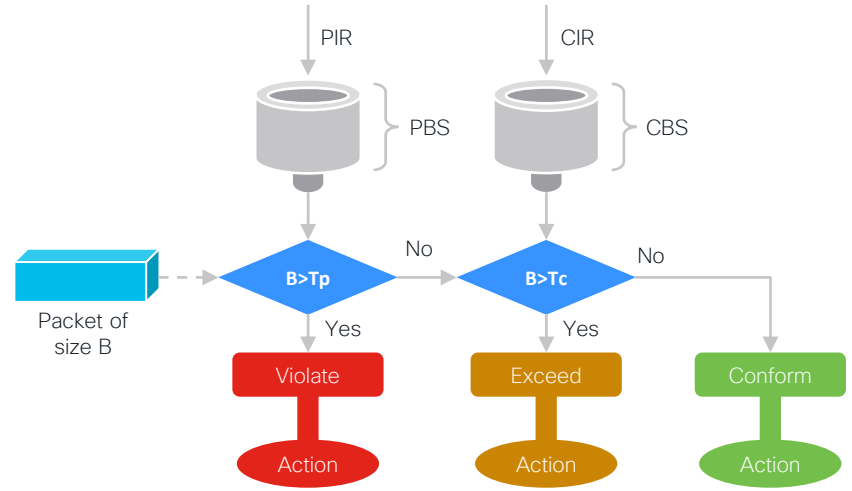 PIR
CIR
PBS
CBS
No
No
B>Tp
B>Tc
Packet of
size B
Yes
Yes
Violate
Exceed
Conform
Action
Action
Action